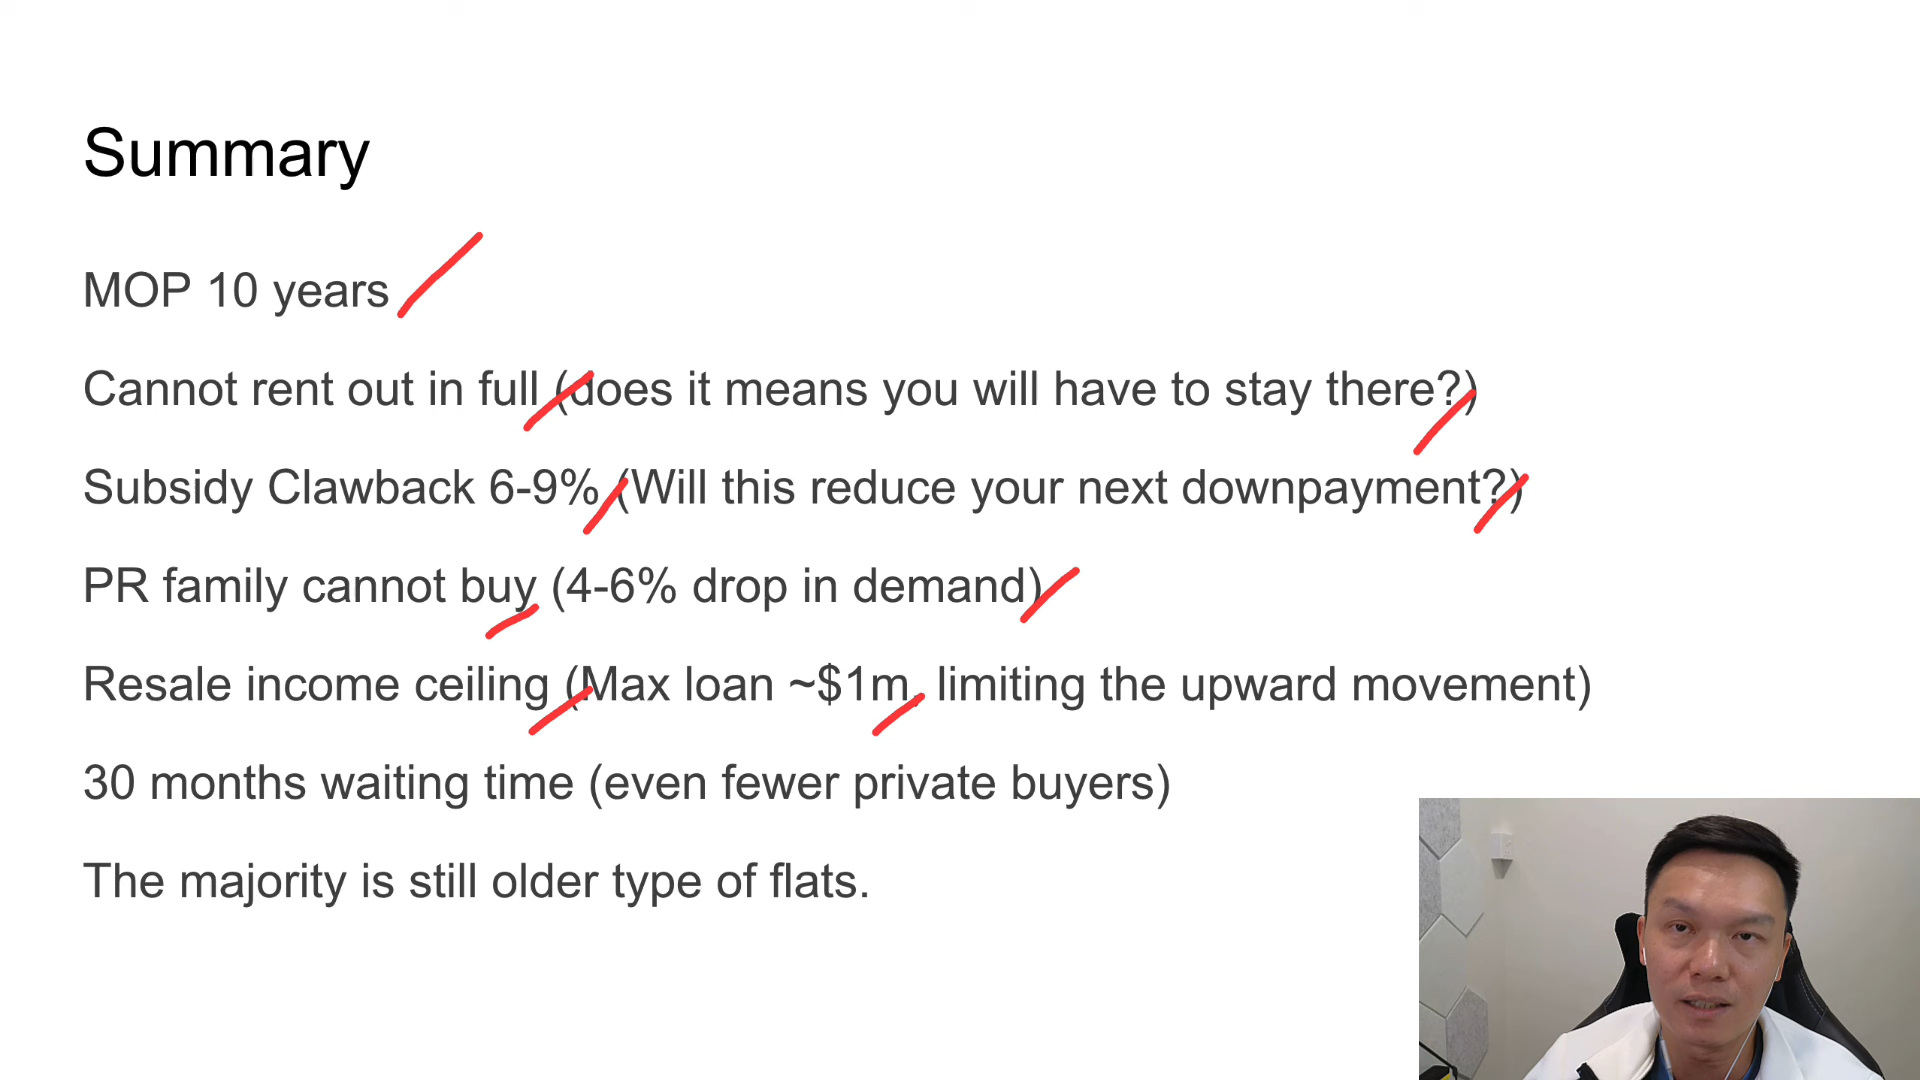 Summary
MOP 10 years
Cannot rent out in full (does it means you will have to stay there?)
Subsidy Clawback 6-9% (Will this reduce your next downpayment?)
PR family cannot buy (4-6% drop in demand)
Resale income ceiling (Max loan ~$1m, limiting the upward movement)
30 months waiting time (even fewer private buyers)
The majority is still older type of flats.